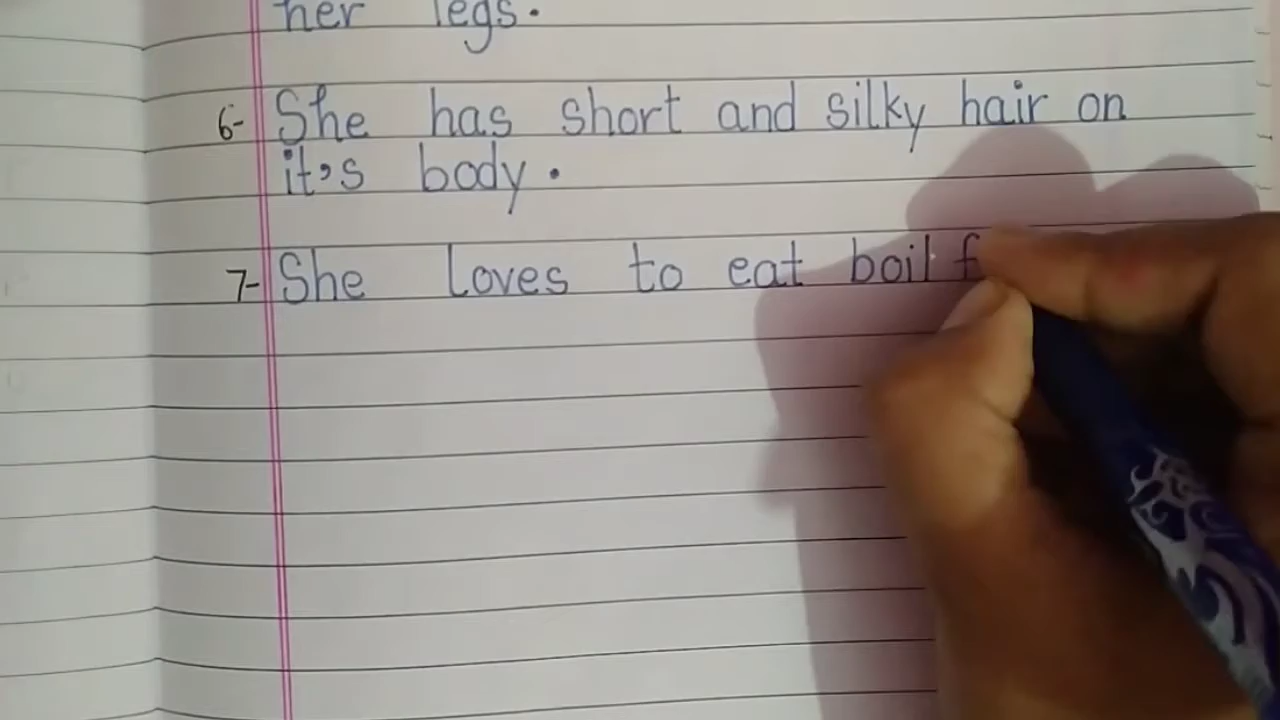 her legs.
6- She has short and silky hair on
it's body.
7- She loves to eat boil f